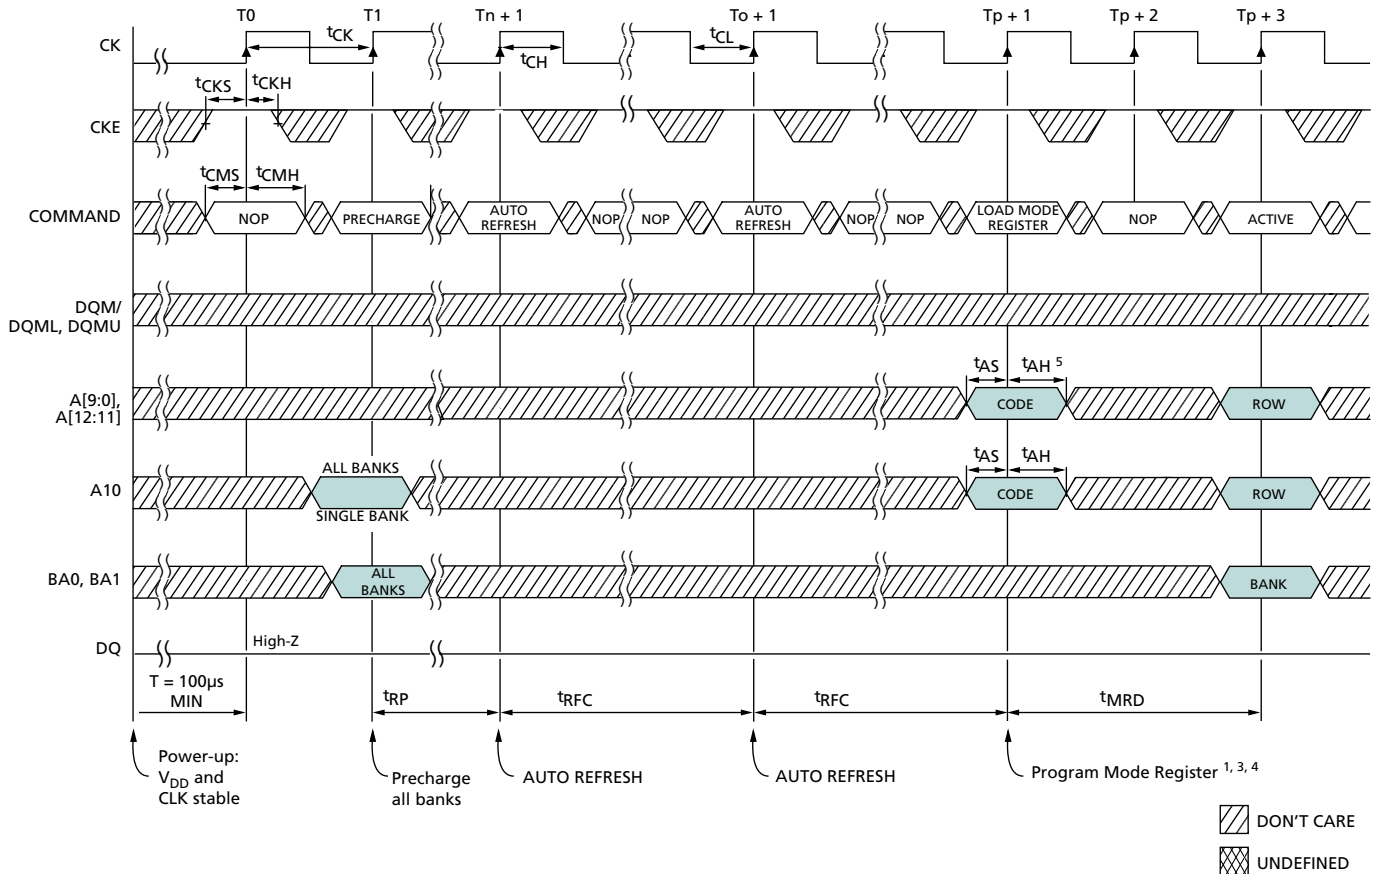 T0 T1 Tn + 1 To + 1 Tp + 1 Tp + 2 Tp + 3
CK tCK tCH tCL
tCKS tCKH
CKE
tCMS tCMH
COMMAND NOP PRECHARGE AUTO REFRESH NOP NOP AUTO REFRESH NOP NOP LOAD MODE REGISTER NOP ACTIVE
DQM/
DQML, DQMU
tAS tAH 5
A[9:0],
A[12:11] CODE ROW
ALL BANKS tAS tAH
A10 CODE ROW
SINGLE BANK
BA0, BA1 ALL BANKS BANK
DQ High-Z
T = 100µs
MIN tRP tRFC tRFC tMRD
Power-up:
VDD and
CLK stable
Precharge
all banks
AUTO REFRESH
AUTO REFRESH
Program Mode Register 1, 3, 4
DON'T CARE
UNDEFINED